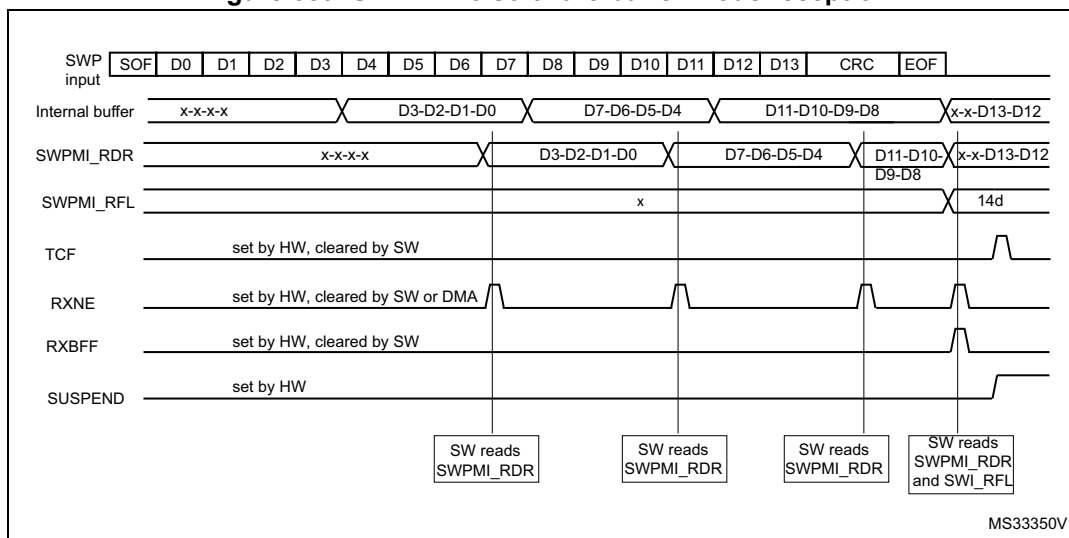 SWP input SOF D0 D1 D2 D3 D4 D5 D6 D7 D8 D9 D10 D11 D12 D13 CRC EOF
Internal buffer x-x-x-x D3-D2-D1-D0 D7-D6-D5-D4 D11-D10-D9-D8 x-x-D13-D12
SWPMI_RDR x-x-x-x D3-D2-D1-D0 D7-D6-D5-D4 D11-D10-D9-D8 x-x-D13-D12
SWPMI_RFL x 14d
TCF set by HW, cleared by SW
RXNE set by HW, cleared by SW or DMA
RXBFF set by HW, cleared by SW
SUSPEND set by HW
SW reads SWPMI_RDR
SW reads SWPMI_RDR
SW reads SWPMI_RDR
SW reads SWPMI_RDR and SWI_RFL
MS33350V